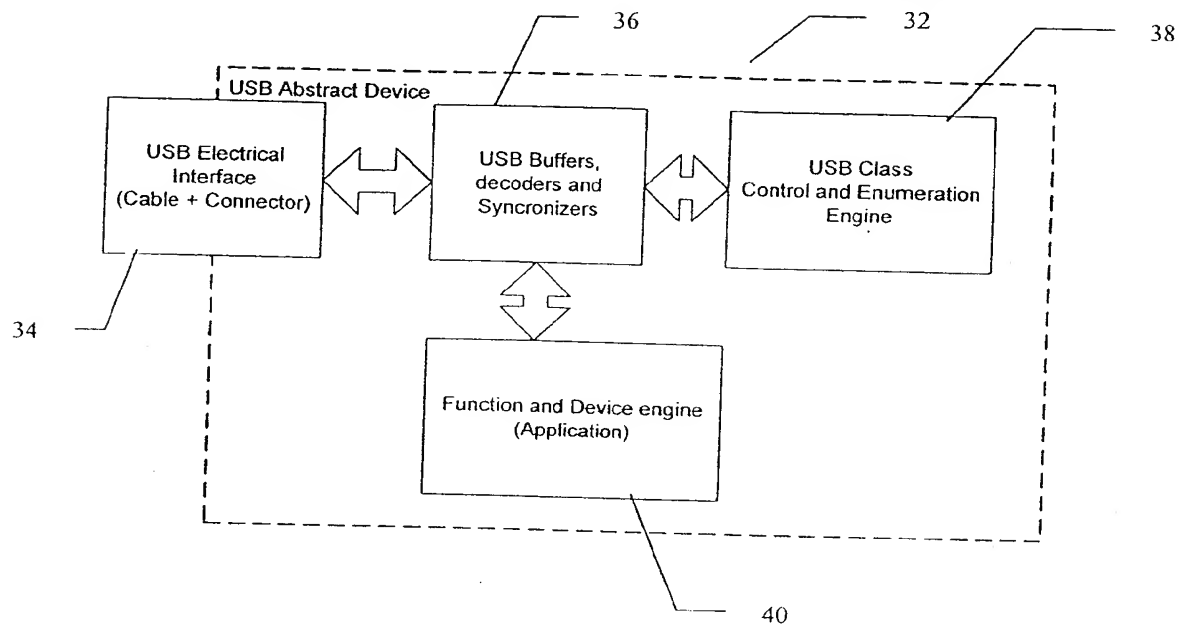 36
32
38
USB Abstract Device
USB Electrical
Interface
(Cable + Connector)
USB Buffers,
decoders and
Syncronizers
USB Class
Control and Enumeration
Engine
34
Function and Device engine
(Application)
40